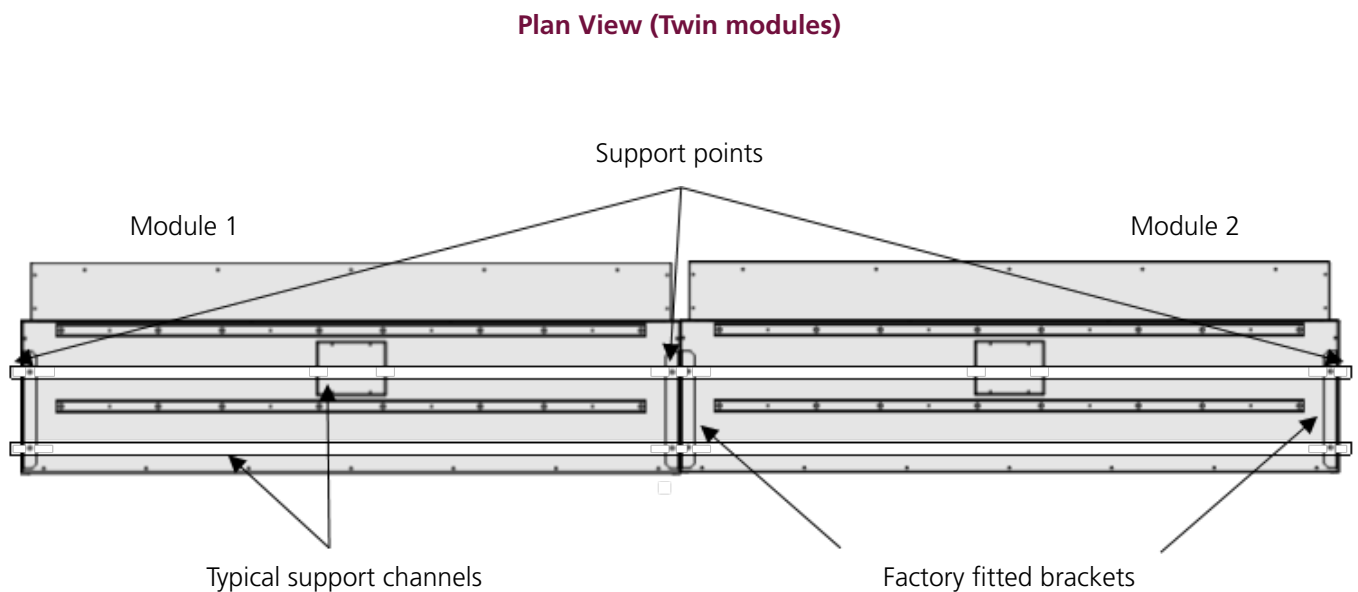 Plan View (Twin modules)
Support points
Module 1
Module 2
Typical support channels
Factory fitted brackets